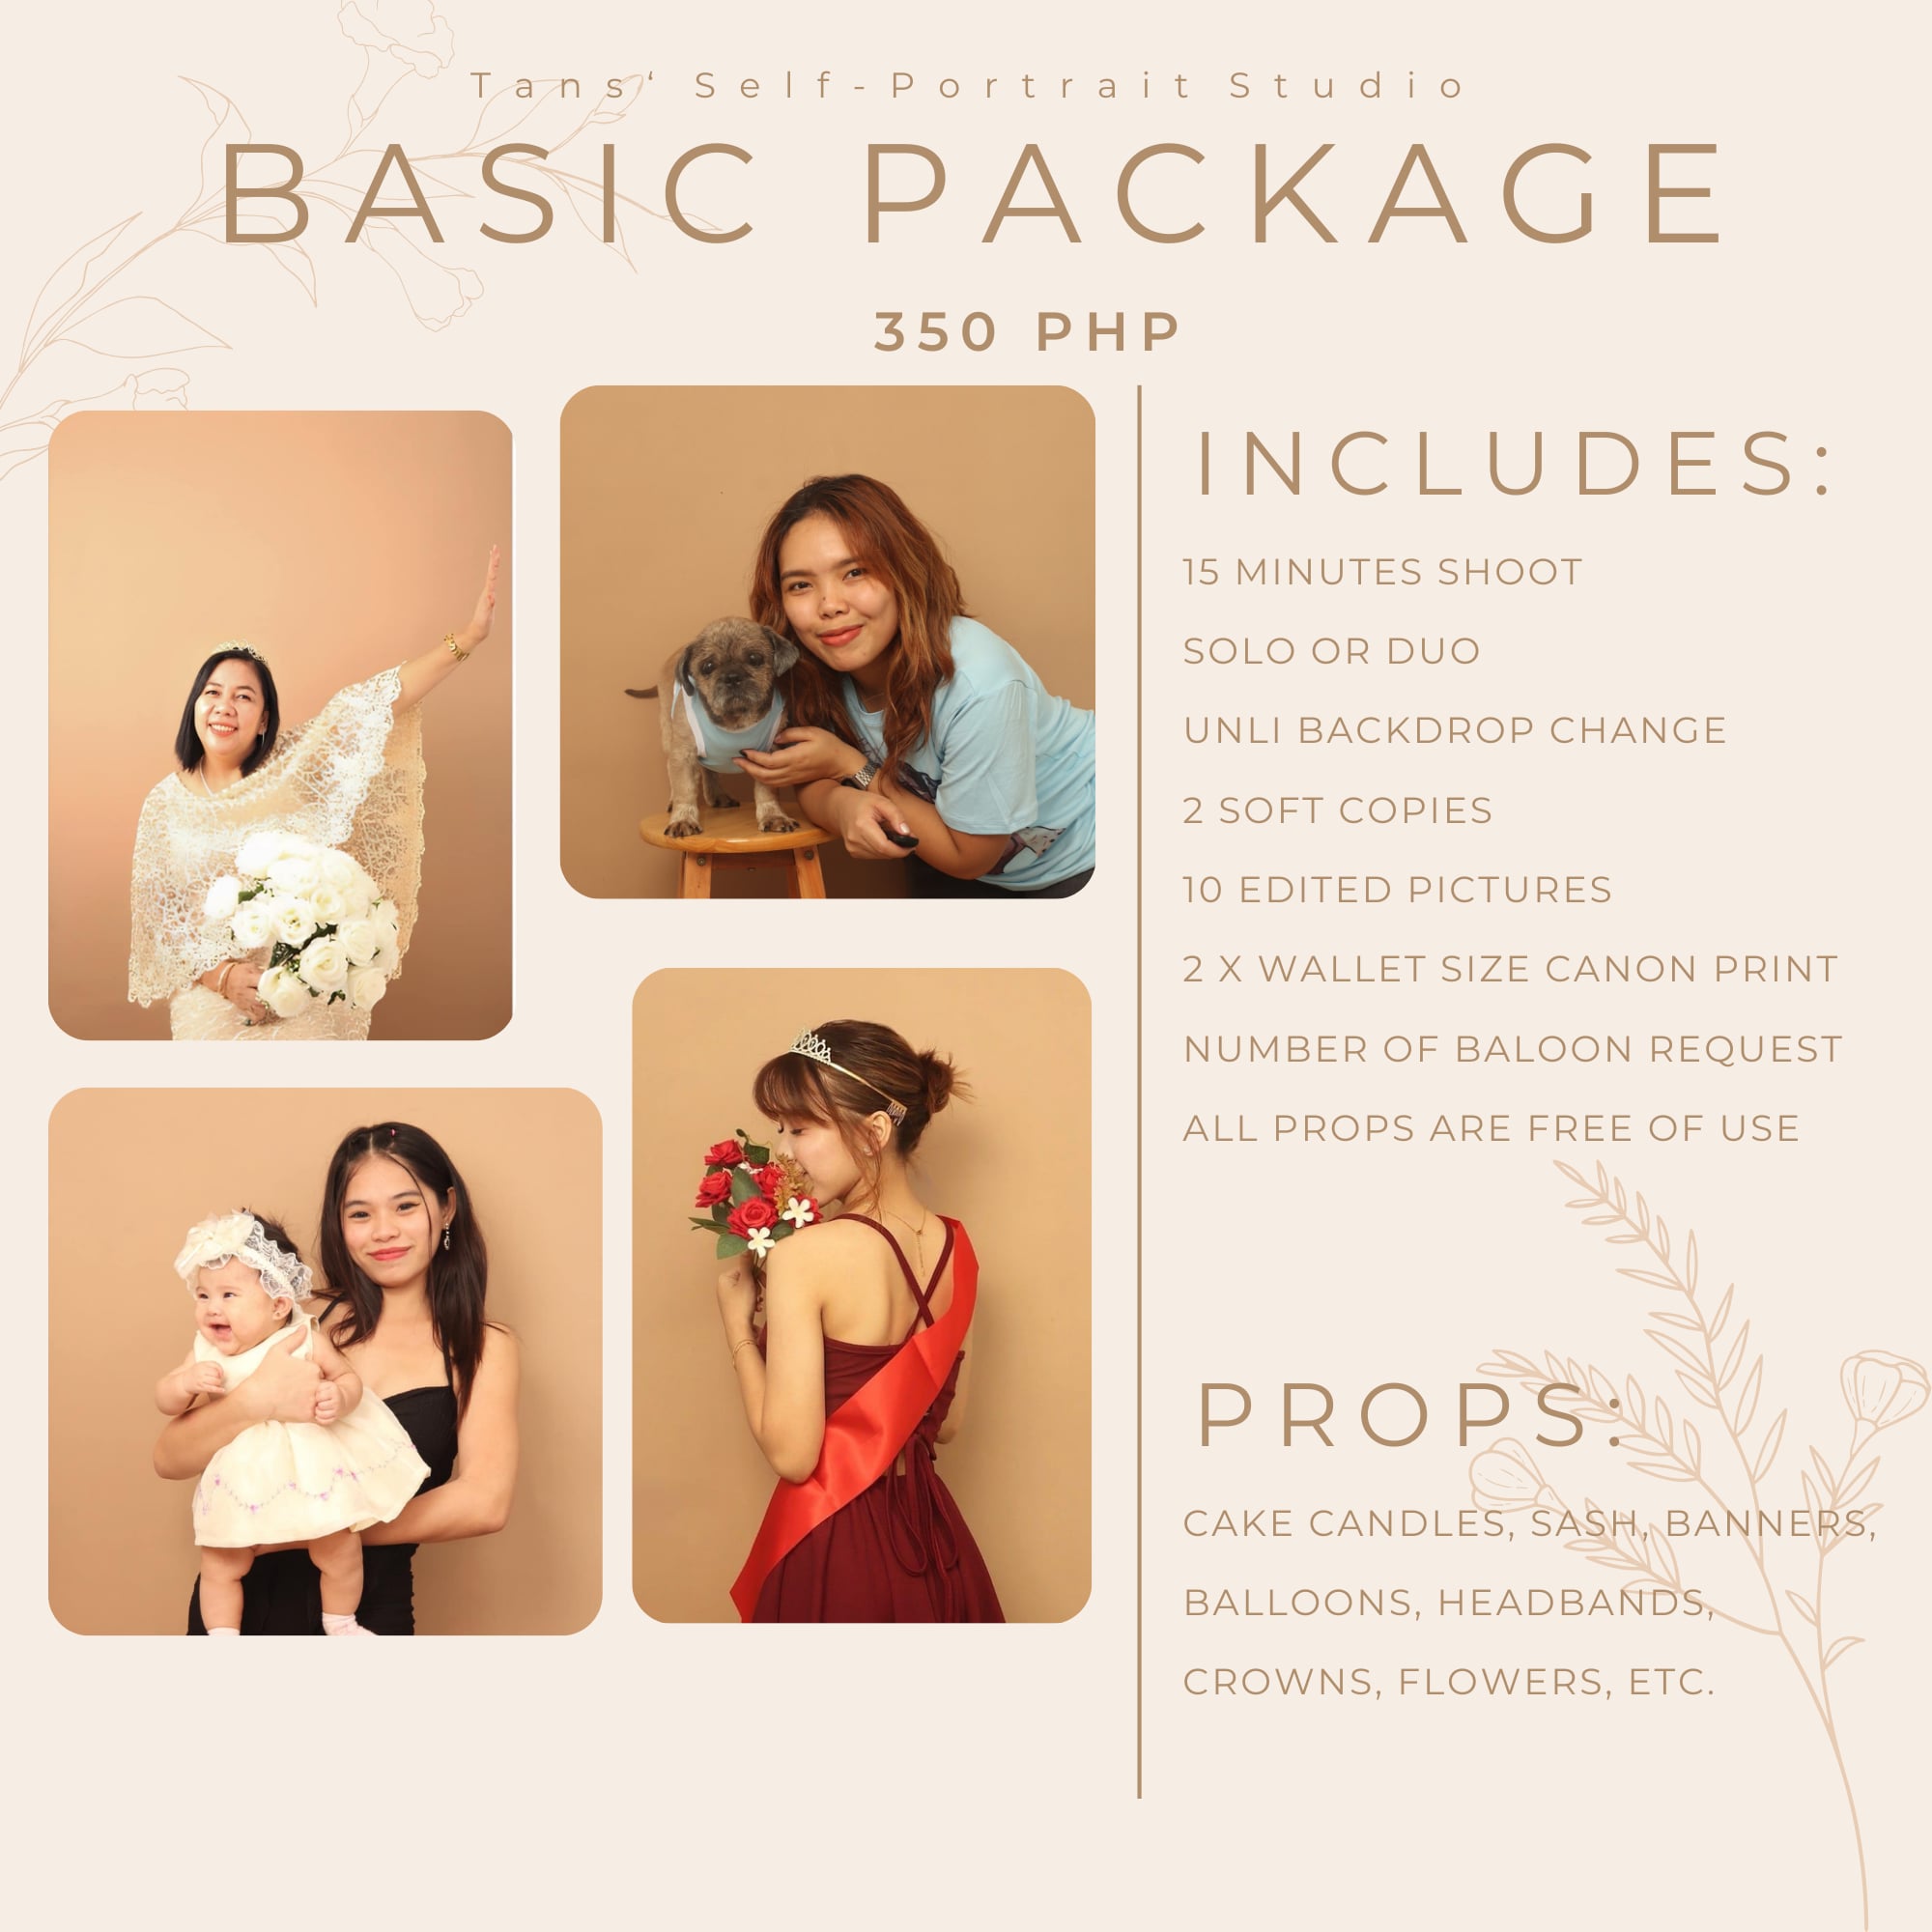 Tans‘ Self-Portrait Studio
BASIC PACKAGE
350 PHP
INCLUDES:
15 MINUTES SHOOT
SOLO OR DUO
UNLI BACKDROP CHANGE
2 SOFT COPIES
10 EDITED PICTURES
2 X WALLET SIZE CANON PRINT
NUMBER OF BALOON REQUEST
ALL PROPS ARE FREE OF USE
PROPS:
CAKE CANDLES, SASH, BANNERS,
BALLOONS, HEADBANDS,
CROWNS, FLOWERS, ETC.